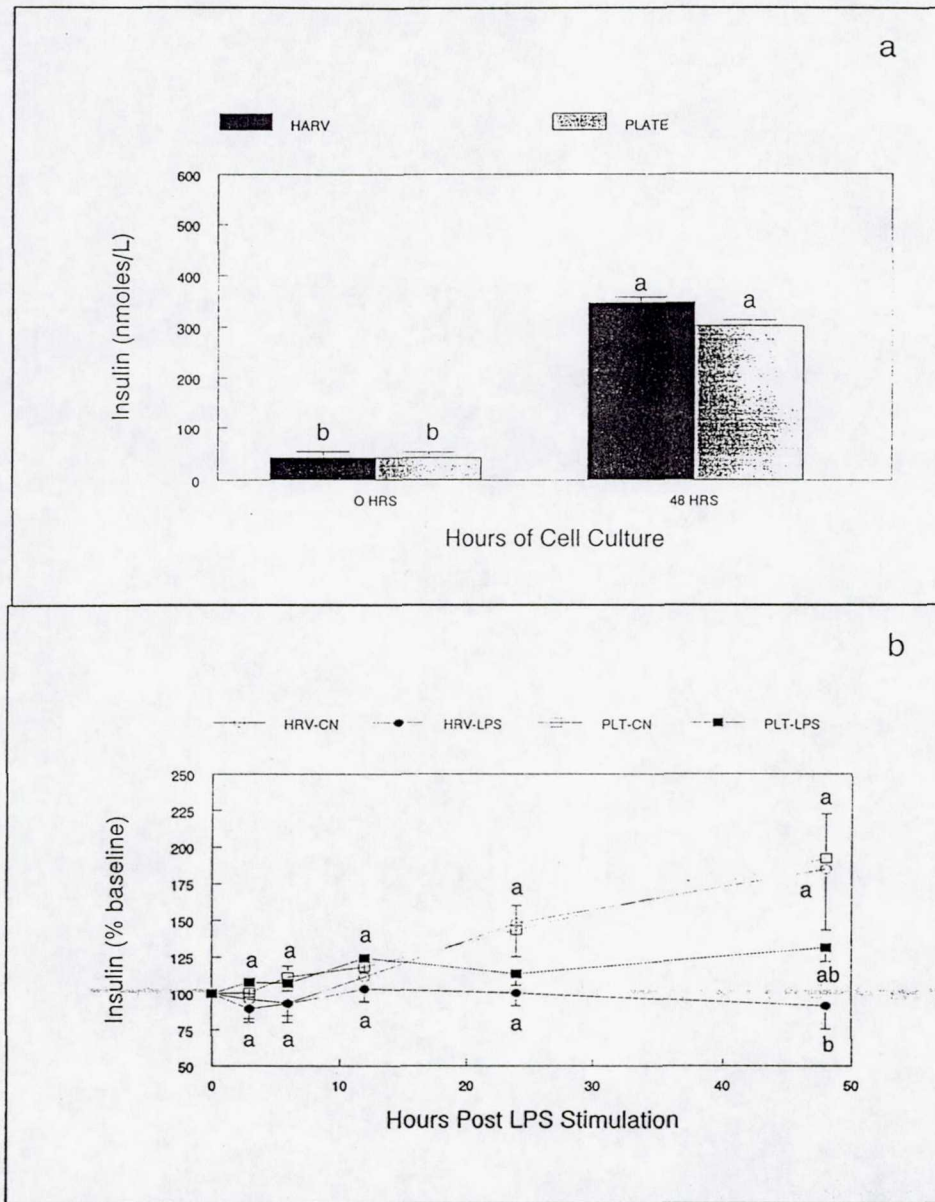 a
HARV PLATE
600
500
400
300
200
100
0
Insulin (nmoles/L)
b b a a
O HRS 48 HRS
Hours of Cell Culture
b
HRV-CN HRV-LPS PLT-CN PLT-LPS
250
225
200
175
150
125
100
75
50
Insulin (% baseline)
a a a a a
a
ab
a a a a b
0 10 20 30 40 50
Hours Post LPS Stimulation